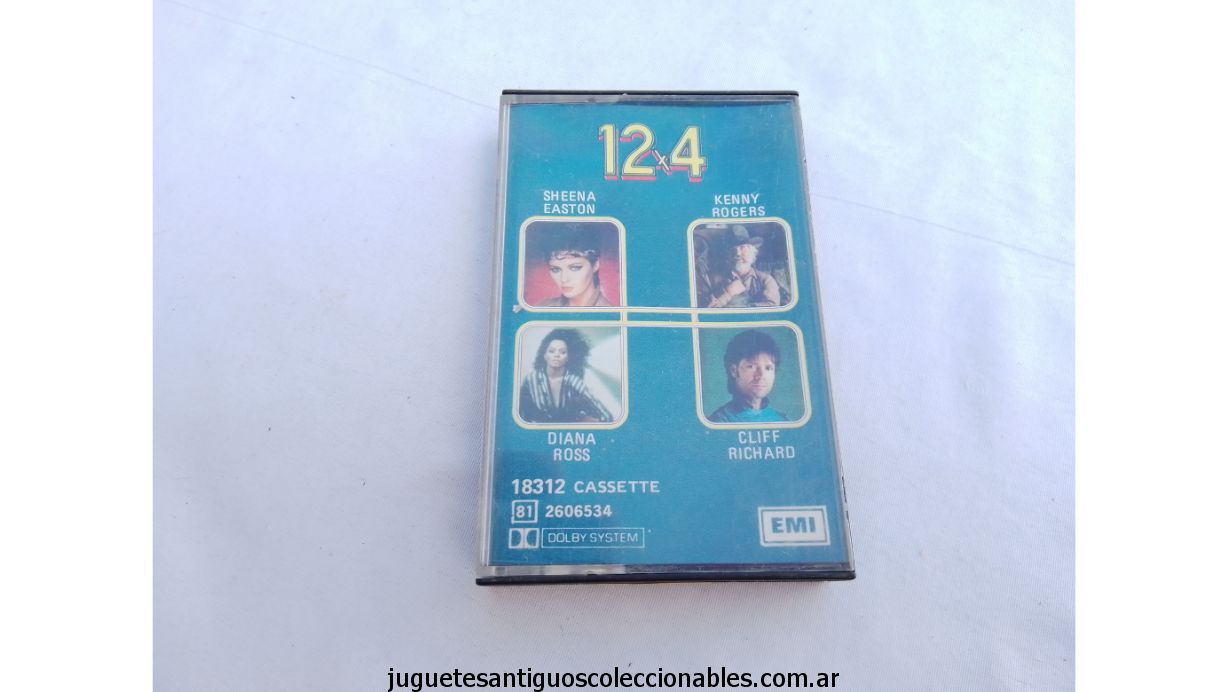 12x4
SHEENA
EASTON
KENNY
ROGERS
DIANA
ROSS
CLIFF
RICHARD
18312 CASSETTE
81 2606534
DOLBY SYSTEM
EMI
juguetesantiguoscoleccionables.com.ar